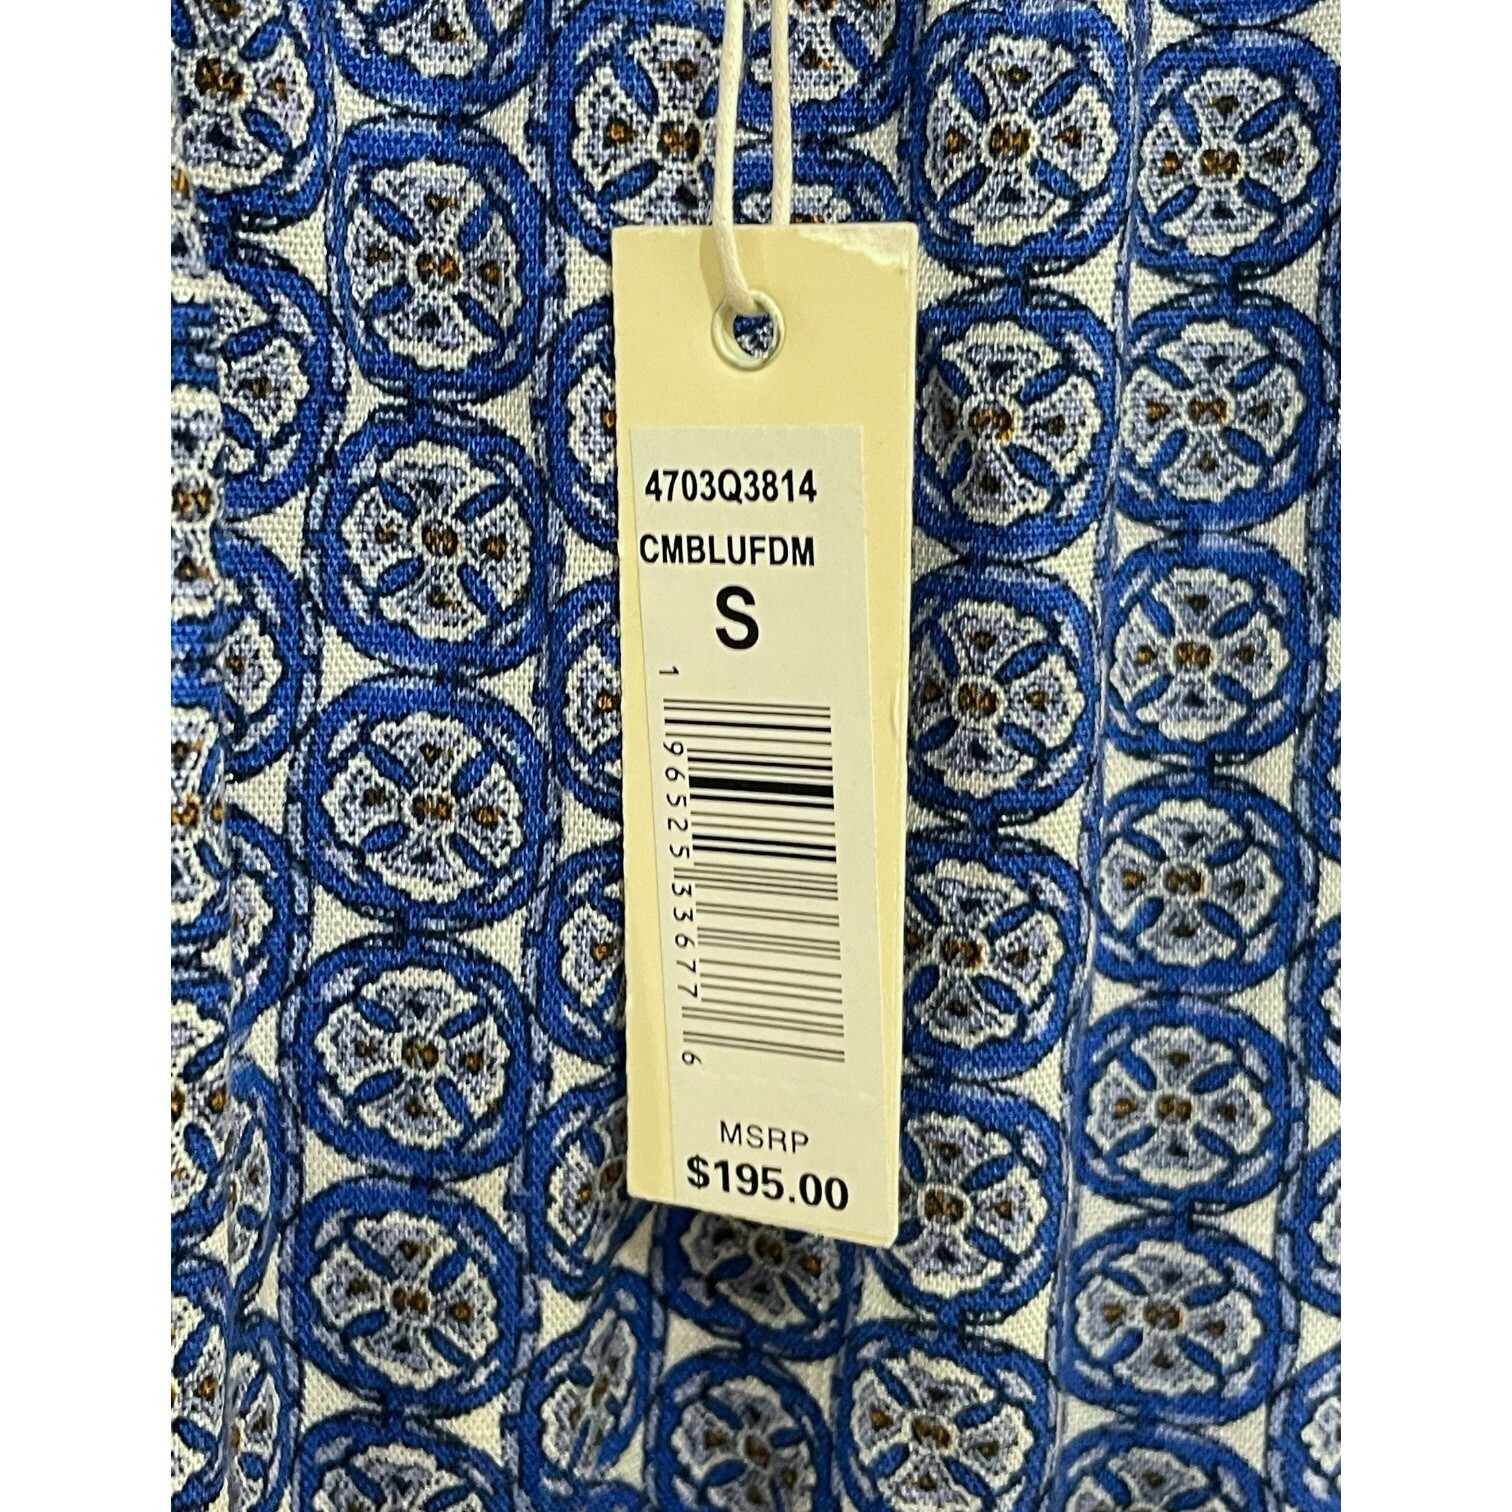 4703Q3814
CMBLUFDM
S
1 96525 33677 6
MSRP
$195.00